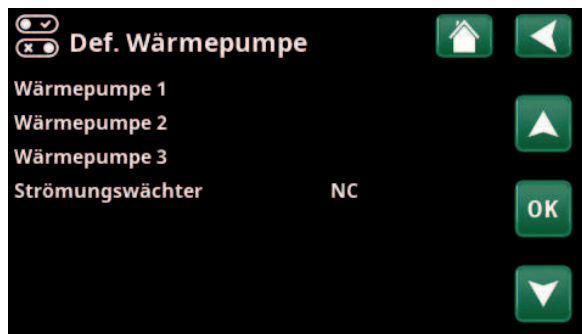 Def. Wärmepumpe
Wärmepumpe 1
Wärmepumpe 2
Wärmepumpe 3
Strömungswächter NC
OK